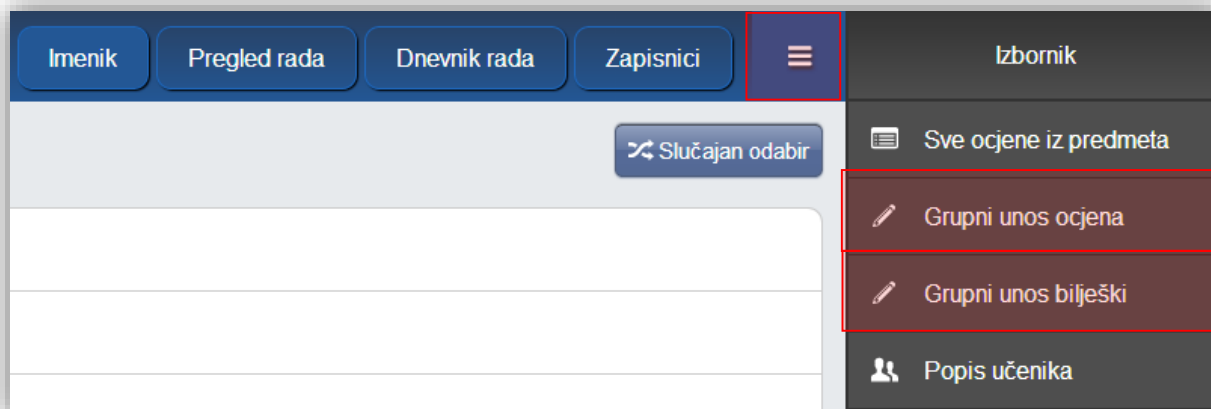 Imenik Pregled rada Dnevnik rada Zapisnici
Slučajan odabir
Izbornik
Sve ocjene iz predmeta
Grupni unos ocjena
Grupni unos bilješki
Popis učenika